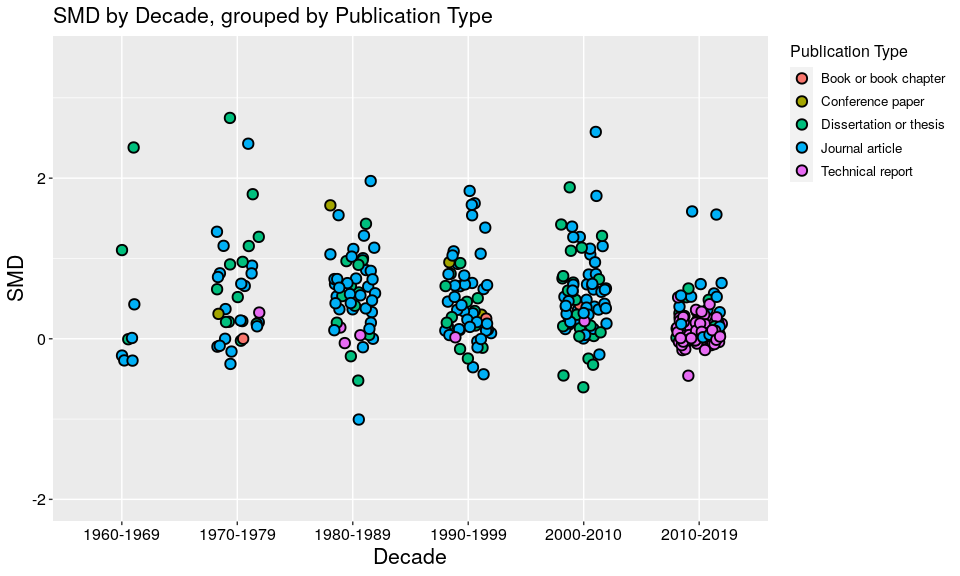 SMD by Decade, grouped by Publication Type
Publication Type
Book or book chapter
Conference paper
Dissertation or thesis
Journal article
Technical report
SMD
2
0
-2
1960-1969
1970-1979
1980-1989
1990-1999
2000-2010
2010-2019
Decade